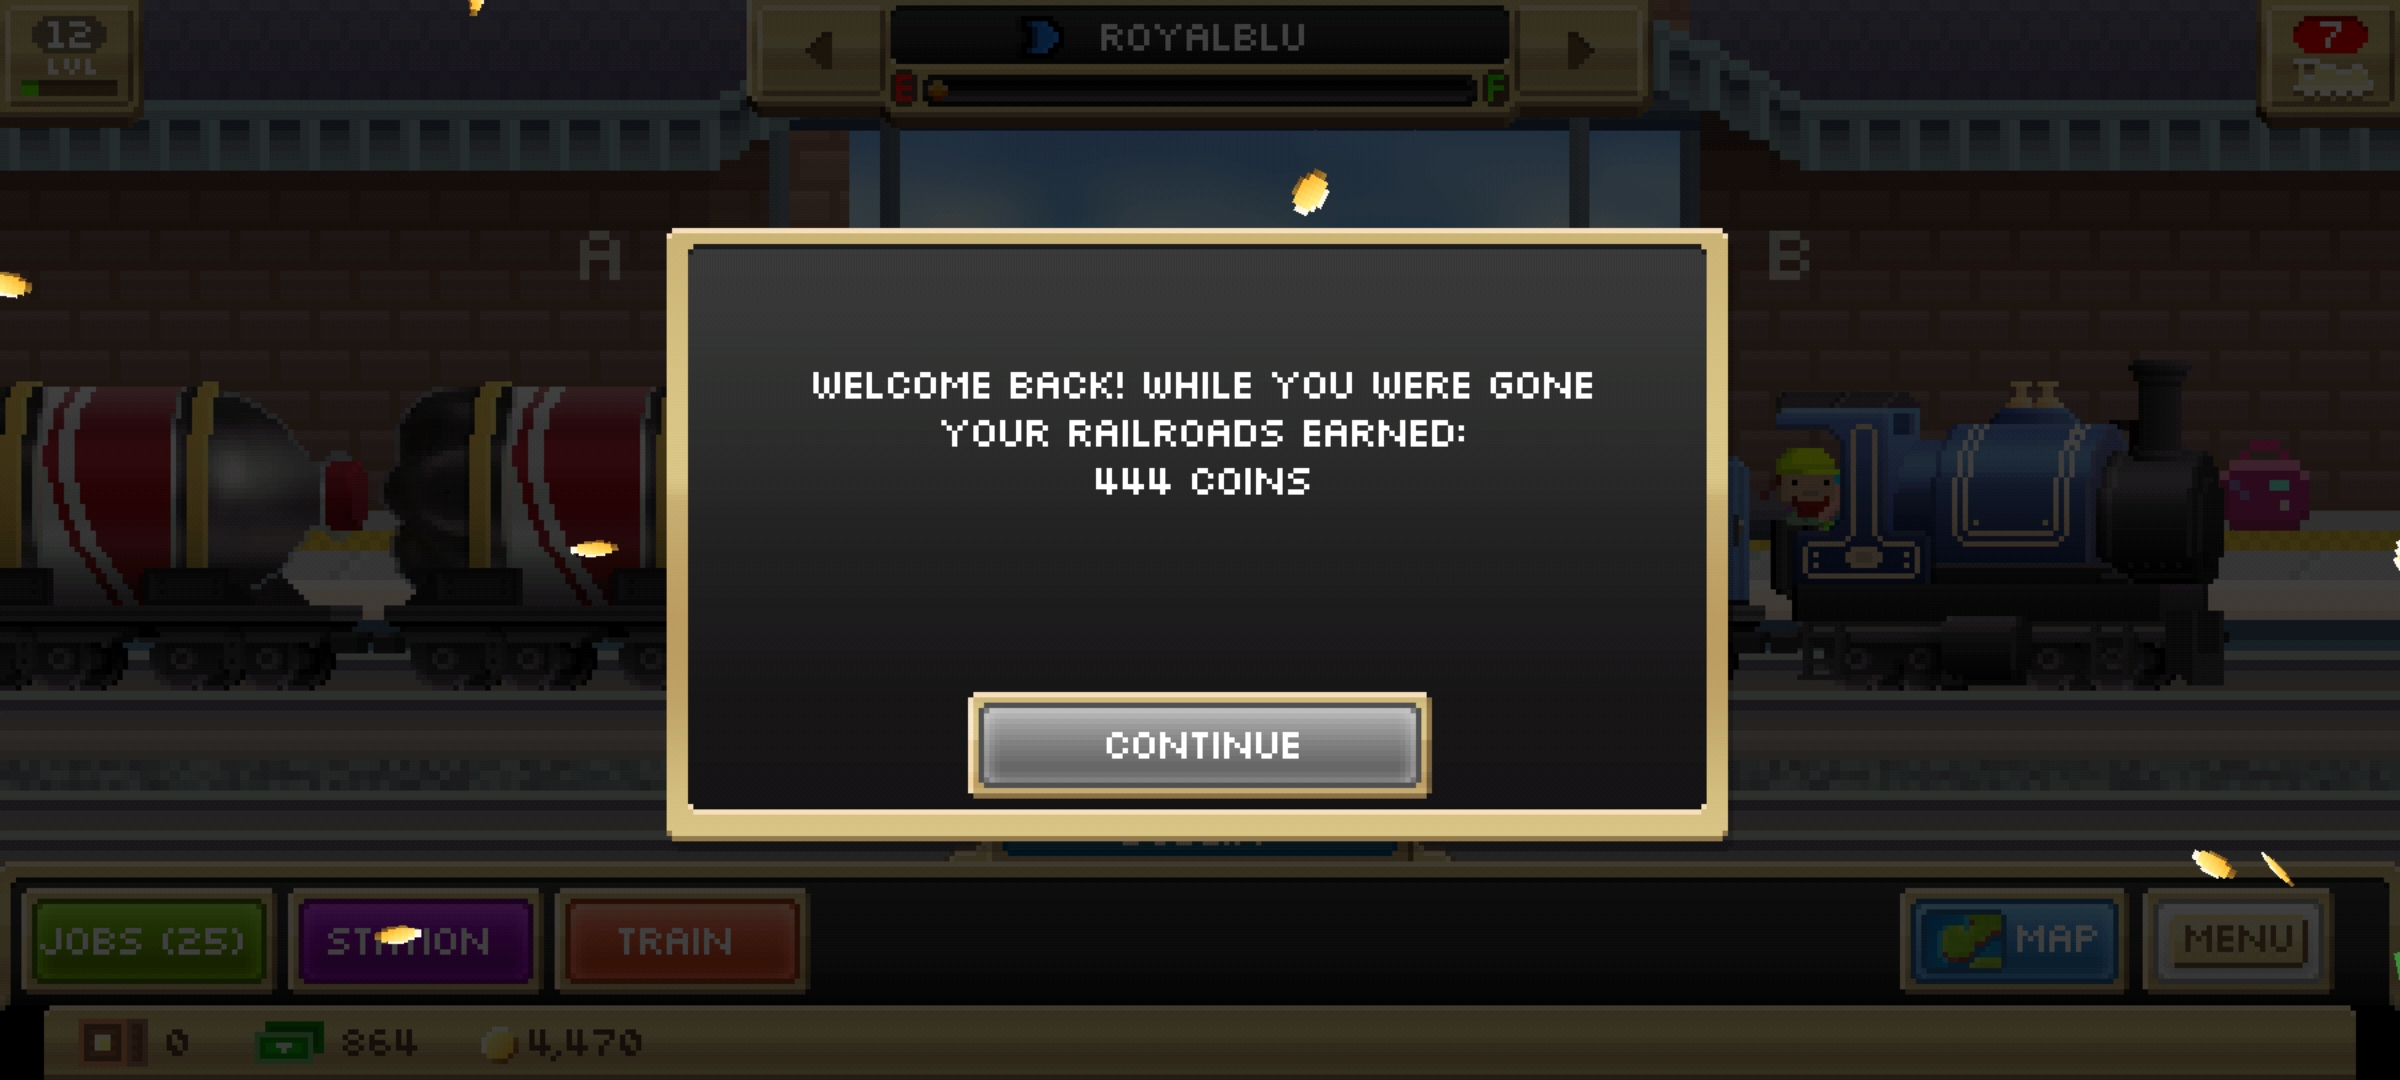 12
LVL
ROYALBLU
E
F
7
A
B
WELCOME BACK! WHILE YOU WERE GONE
YOUR RAILROADS EARNED:
444 COINS
CONTINUE
JOBS (25)
STATION
TRAIN
MAP
MENU
0
864
4,470